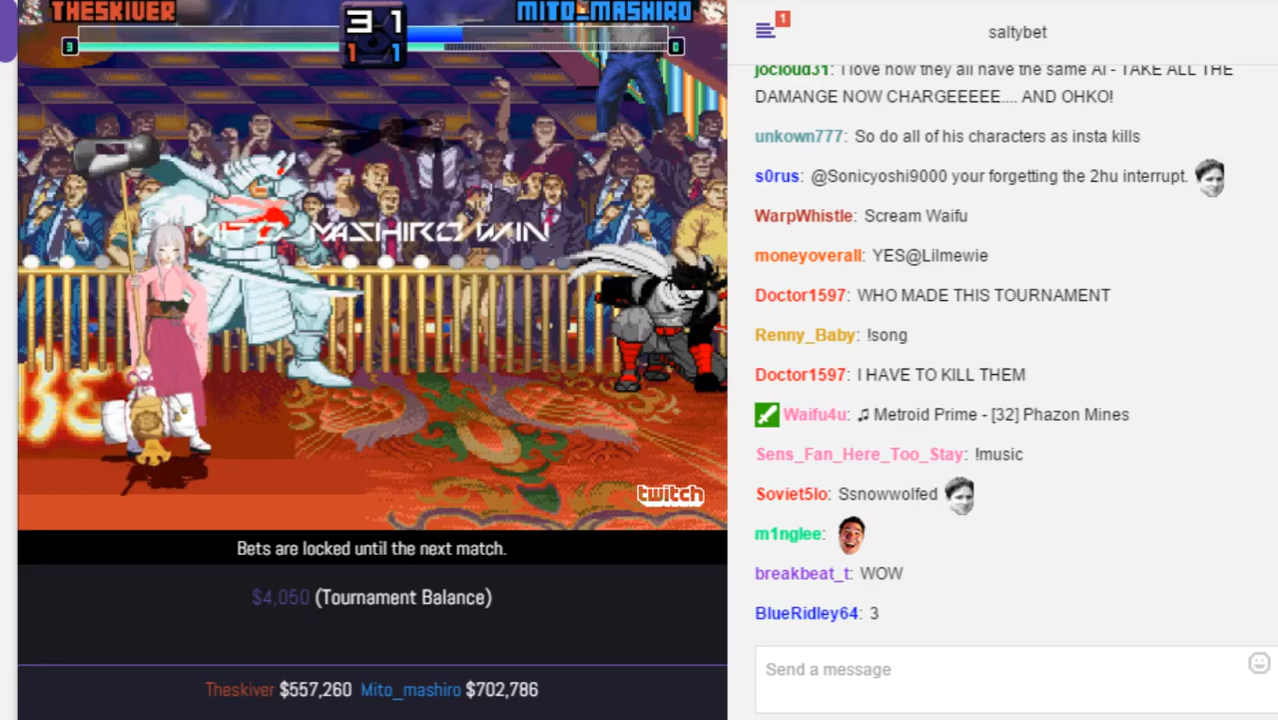 THESKIVER
MITO_MASHIRO
31
3
1
1
0
MITO MASHIRO WIN
twitch
Bets are locked until the next match.
$4,050 (Tournament Balance)
Theskiver $557,260 Mito_mashiro $702,786
1
saltybet
jocloud31: I love how they all have the same AI - TAKE ALL THE
DAMANGE NOW CHARGEEEEE.... AND OHKO!
unkown777: So do all of his characters as insta kills
s0rus: @Sonicyoshi9000 your forgetting the 2hu interrupt.
WarpWhistle: Scream Waifu
moneyoverall: YES@Lilmewie
Doctor1597: WHO MADE THIS TOURNAMENT
Renny_Baby: !song
Doctor1597: I HAVE TO KILL THEM
Waifu4u: ♫ Metroid Prime - [32] Phazon Mines
Sens_Fan_Here_Too_Stay: !music
Soviet5lo: Ssnowwolfed
m1nglee:
breakbeat_t: WOW
BlueRidley64: 3
Send a message